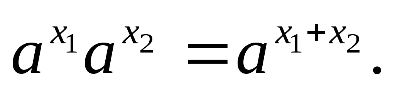 a^{x_1} a^{x_2} = a^{x_1+x_2}.